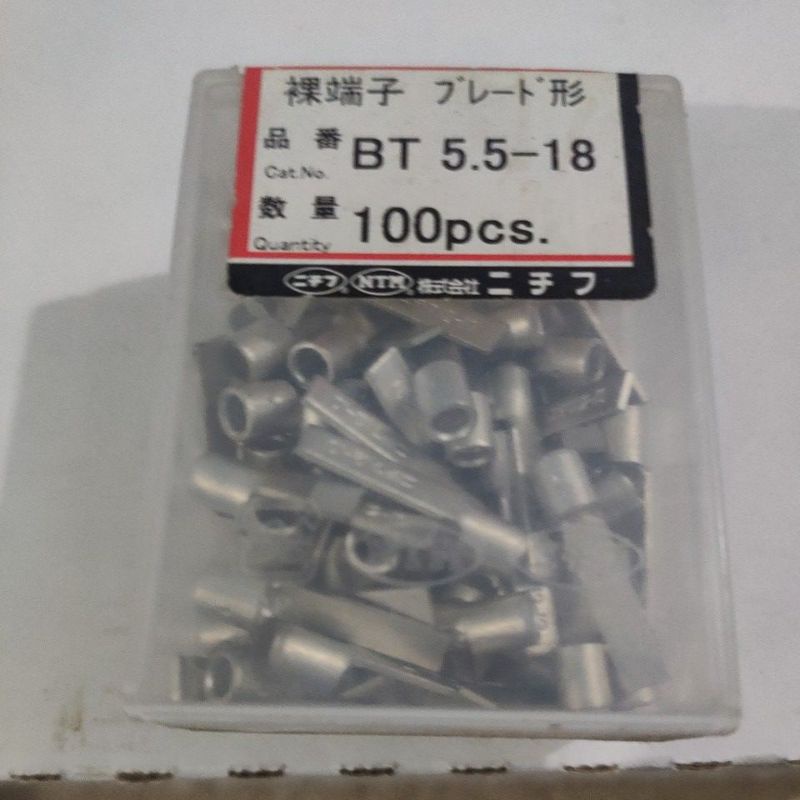 裸端子 ブレード形
品番 BT 5.5-18
Cat.No.
数量 100pcs.
Quantity
ニチフ NTM 株式会社 ニチフ